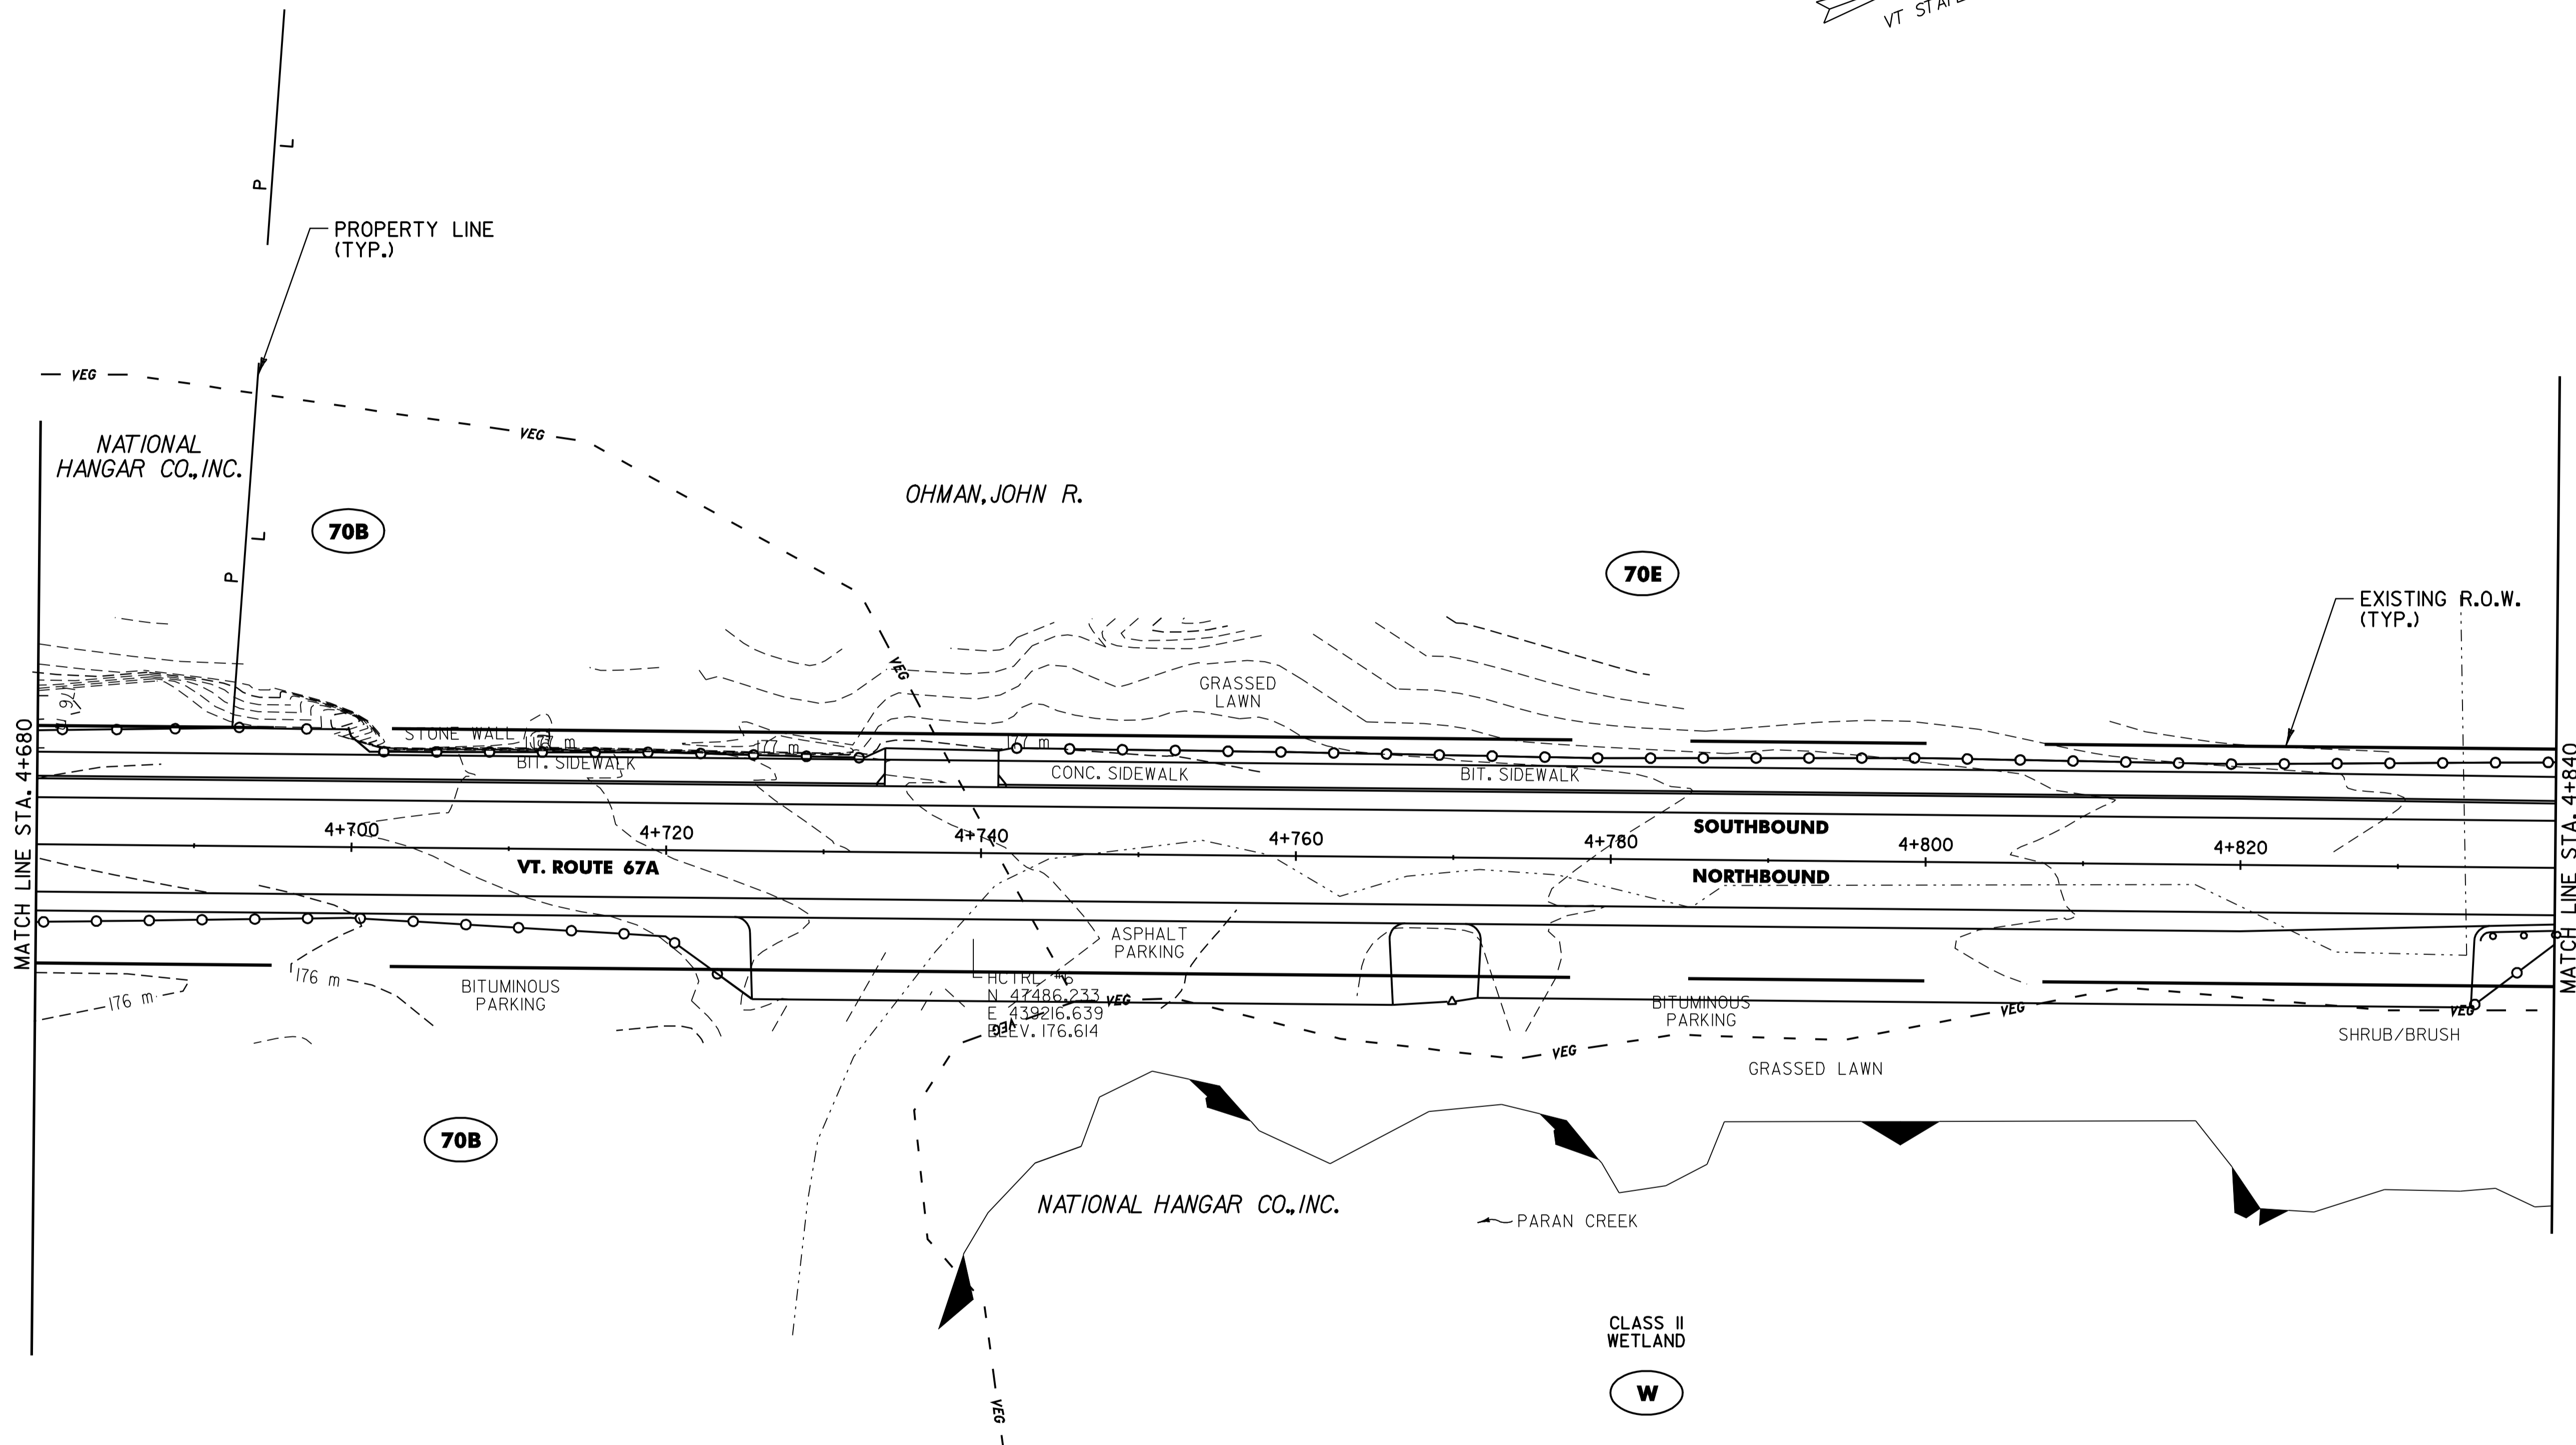 VT STATE
L
P
PROPERTY LINE
(TYP.)
VEG
VEG
NATIONAL
HANGAR CO., INC.
OHMAN, JOHN R.
70B
L
P
70E
EXISTING R.O.W.
(TYP.)
VEG
GRASSED
LAWN
MATCH LINE STA. 4+680
STONE WALL
177 m
177 m
177 m
BIT. SIDEWALK
CONC. SIDEWALK
BIT. SIDEWALK
MATCH LINE STA. 4+840
4+700
4+720
4+740
4+760
4+780
4+800
4+820
SOUTHBOUND
VT. ROUTE 67A
NORTHBOUND
ASPHALT
PARKING
176 m
176 m
BITUMINOUS
PARKING
HCTRL #6
N 47486.233
E 439216.639
ELEV. 176.614
VEG
VEG
BITUMINOUS
PARKING
VEG
VEG
VEG
SHRUB/BRUSH
GRASSED LAWN
70B
NATIONAL HANGAR CO., INC.
PARAN CREEK
CLASS II
WETLAND
W
VEG